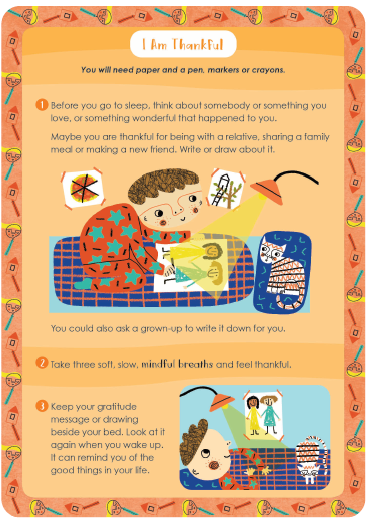 I Am Thankful
You will need paper and a pen, markers or crayons.
1 Before you go to sleep, think about somebody or something you
love, or something wonderful that happened to you.
Maybe you are thankful for being with a relative, sharing a family
meal or making a new friend. Write or draw about it.
You could also ask a grown-up to write it down for you.
2 Take three soft, slow, mindful breaths and feel thankful.
3 Keep your gratitude
message or drawing
beside your bed. Look at it
again when you wake up.
It can remind you of the
good things in your life.